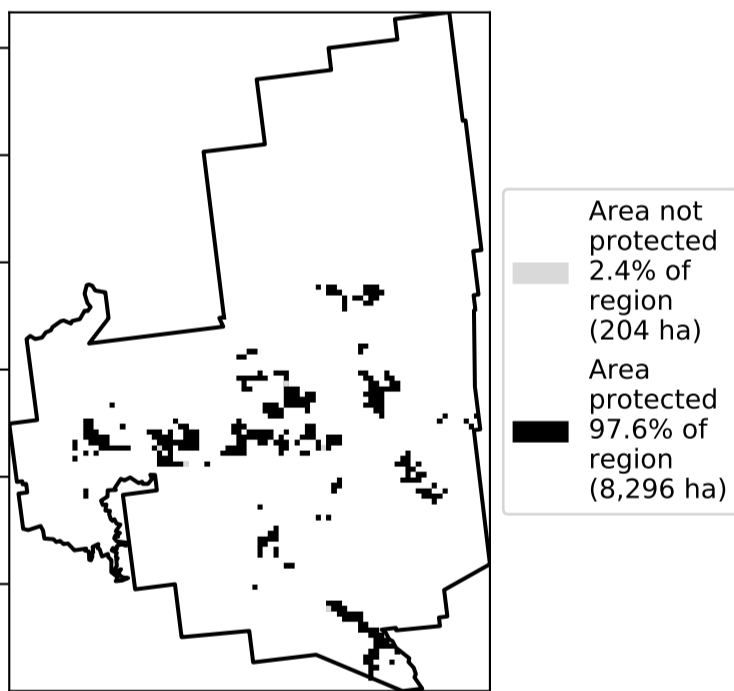 Area not
protected
2.4% of
region
(204 ha)
Area
protected
97.6% of
region
(8,296 ha)